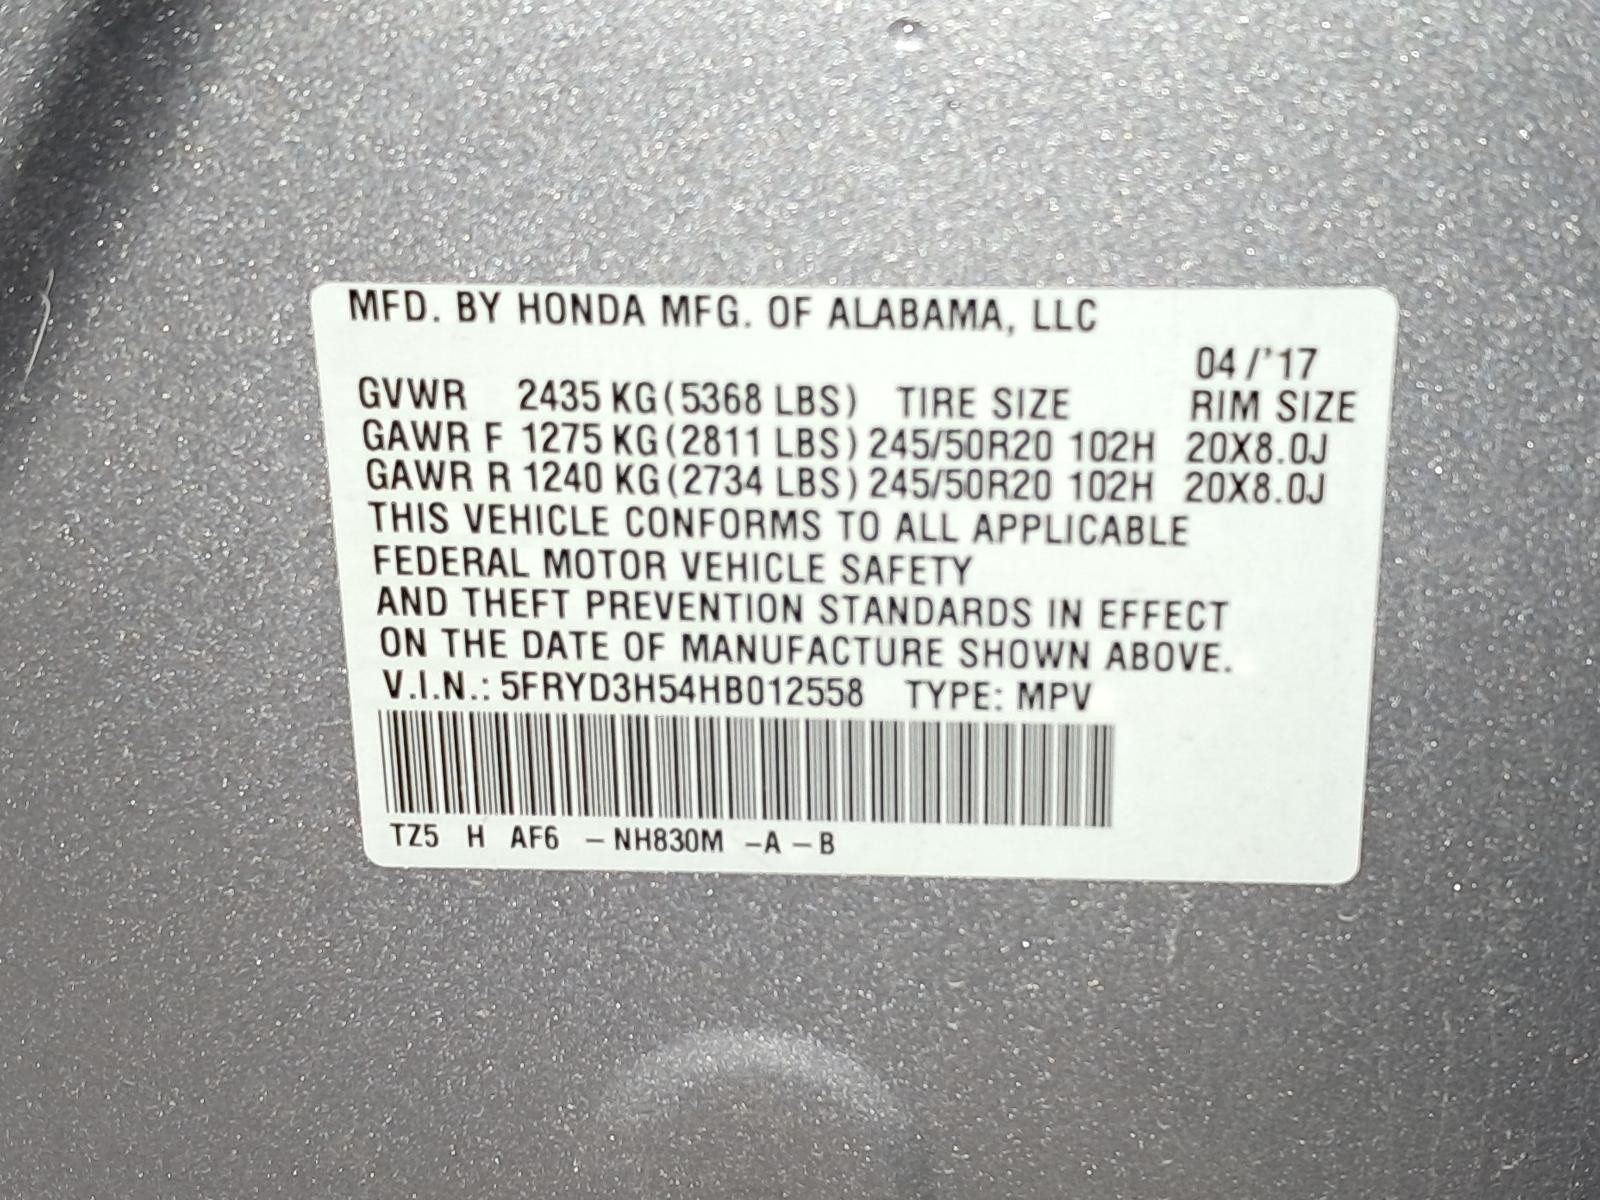 MFD. BY HONDA MFG. OF ALABAMA, LLC
04/'17
GVWR 2435 KG(5368 LBS) TIRE SIZE RIM SIZE
GAWR F 1275 KG(2811 LBS) 245/50R20 102H 20X8.0J
GAWR R 1240 KG(2734 LBS) 245/50R20 102H 20X8.0J
THIS VEHICLE CONFORMS TO ALL APPLICABLE
FEDERAL MOTOR VEHICLE SAFETY
AND THEFT PREVENTION STANDARDS IN EFFECT
ON THE DATE OF MANUFACTURE SHOWN ABOVE.
V.I.N.: 5FRYD3H54HB012558 TYPE: MPV
TZ5 H AF6 – NH830M –A – B